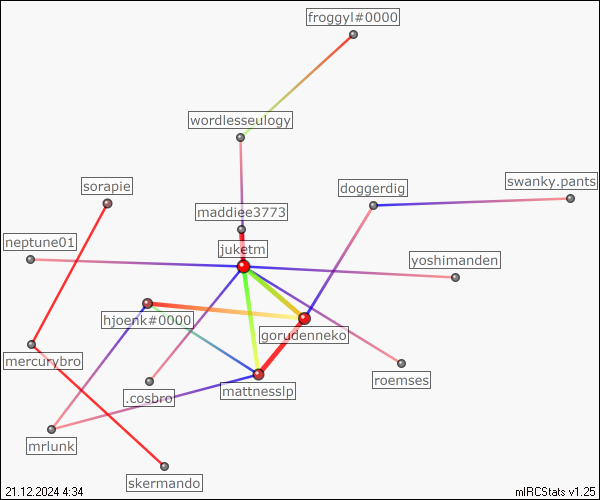 froggyl#0000
wordlesseulogy
sorapie
doggerdig
swanky.pants
maddiee3773
neptune01
juketm
yoshimanden
hjoenk#0000
gorudenneko
mercurybro
roemses
.cosbro
mattnesslp
mrlunk
skermando
21.12.2024 4:34
mIRCStats v1.25